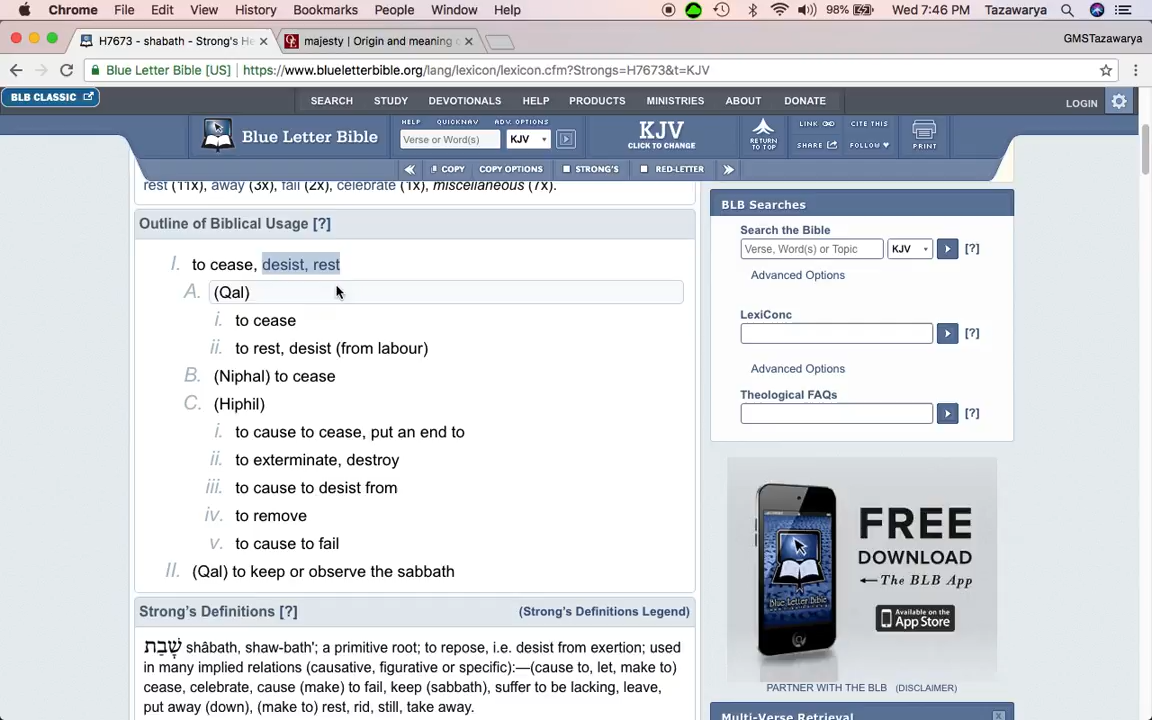 Chrome File Edit View History Bookmarks People Window Help 98% Wed 7:46 PM Tazawarya
H7673 - shabath - Strong's He majesty | Origin and meaning o GMSTazawarya
Blue Letter Bible [US] https://www.blueletterbible.org/lang/lexicon/lexicon.cfm?Strongs=H7673&t=KJV
BLB CLASSIC SEARCH STUDY DEVOTIONALS HELP PRODUCTS MINISTRIES ABOUT DONATE LOGIN
HELP QUICKNAV ADV. OPTIONS
Blue Letter Bible Verse or Word(s) KJV KJV CLICK TO CHANGE RETURN TO TOP LINK CITE THIS SHARE FOLLOW PRINT
COPY COPY OPTIONS STRONG'S RED-LETTER
rest (11x), away (3x), fail (2x), celebrate (1x), miscellaneous (7x).
Outline of Biblical Usage [?]
I. to cease, desist, rest
A. (Qal)
i. to cease
ii. to rest, desist (from labour)
B. (Niphal) to cease
C. (Hiphil)
i. to cause to cease, put an end to
ii. to exterminate, destroy
iii. to cause to desist from
iv. to remove
v. to cause to fail
II. (Qal) to keep or observe the sabbath
Strong's Definitions [?] (Strong's Definitions Legend)
שָׁבַת shâbath, shaw-bath'; a primitive root; to repose, i.e. desist from exertion; used
in many implied relations (causative, figurative or specific):—(cause to, let, make to)
cease, celebrate, cause (make) to fail, keep (sabbath), suffer to be lacking, leave,
put away (down), (make to) rest, rid, still, take away.
BLB Searches
Search the Bible
Verse, Word(s) or Topic KJV [?]
Advanced Options
LexiConc
[?]
Advanced Options
Theological FAQs
[?]
FREE
DOWNLOAD
The BLB App
Blue Letter Bible
Available on the
App Store
PARTNER WITH THE BLB (DISCLAIMER)
Multi-Verse Retrieval